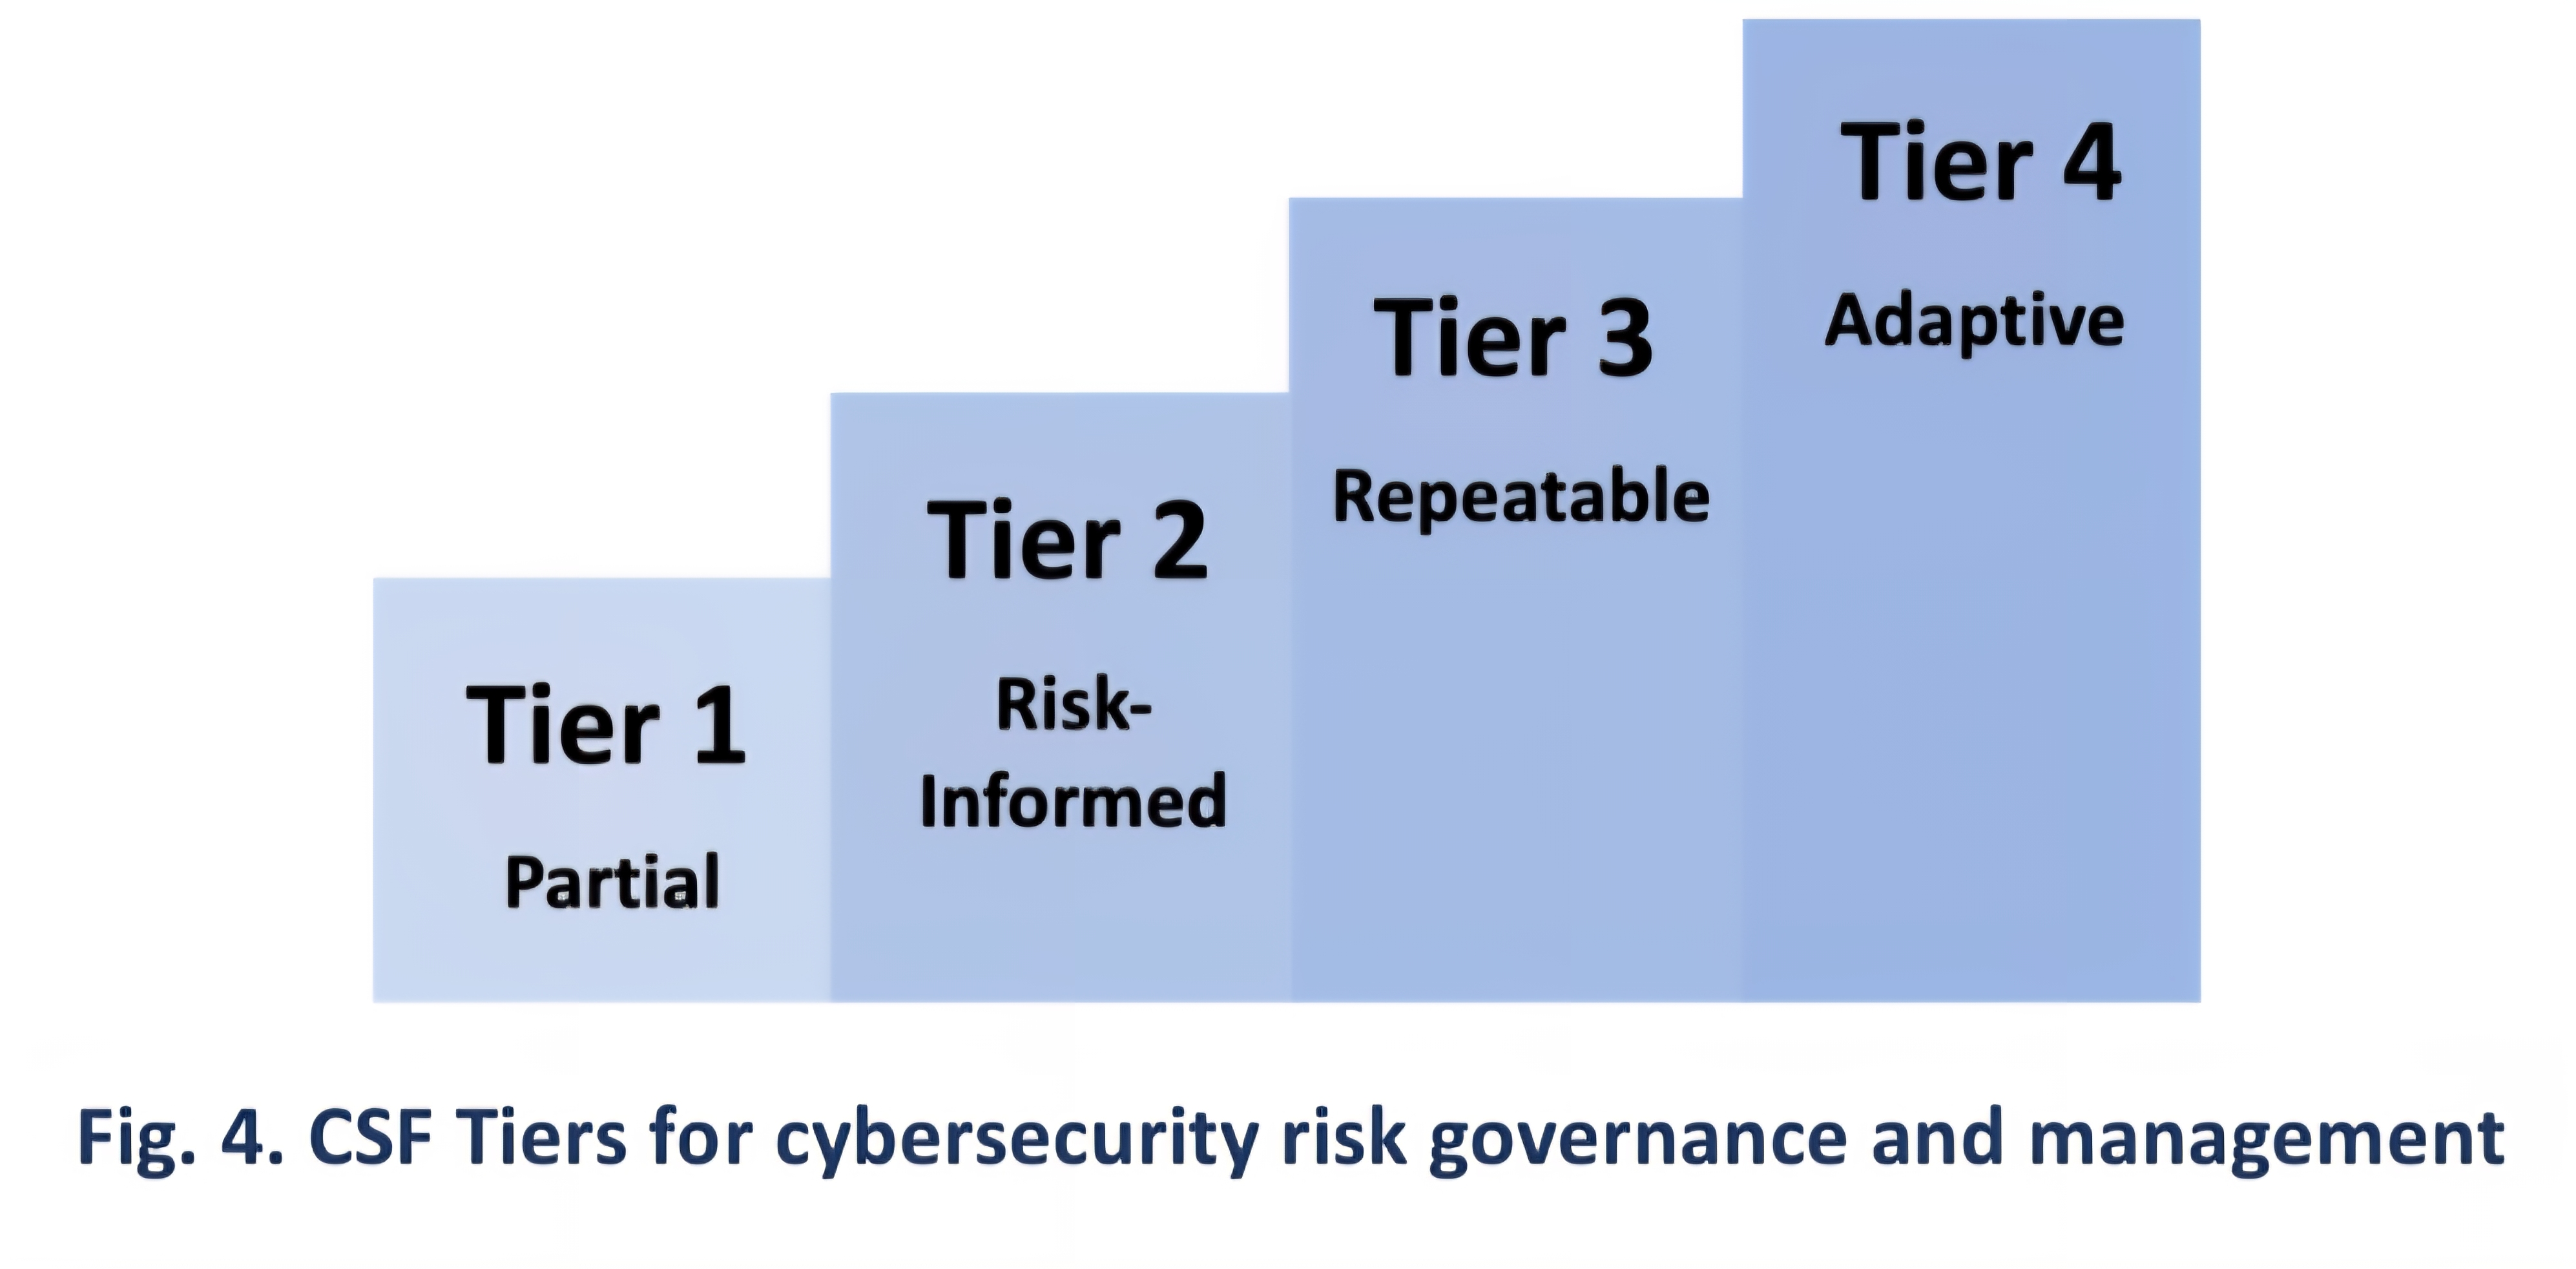 Tier 1
Partial
Tier 2
Risk-
Informed
Tier 3
Repeatable
Tier 4
Adaptive
Fig. 4. CSF Tiers for cybersecurity risk governance and management